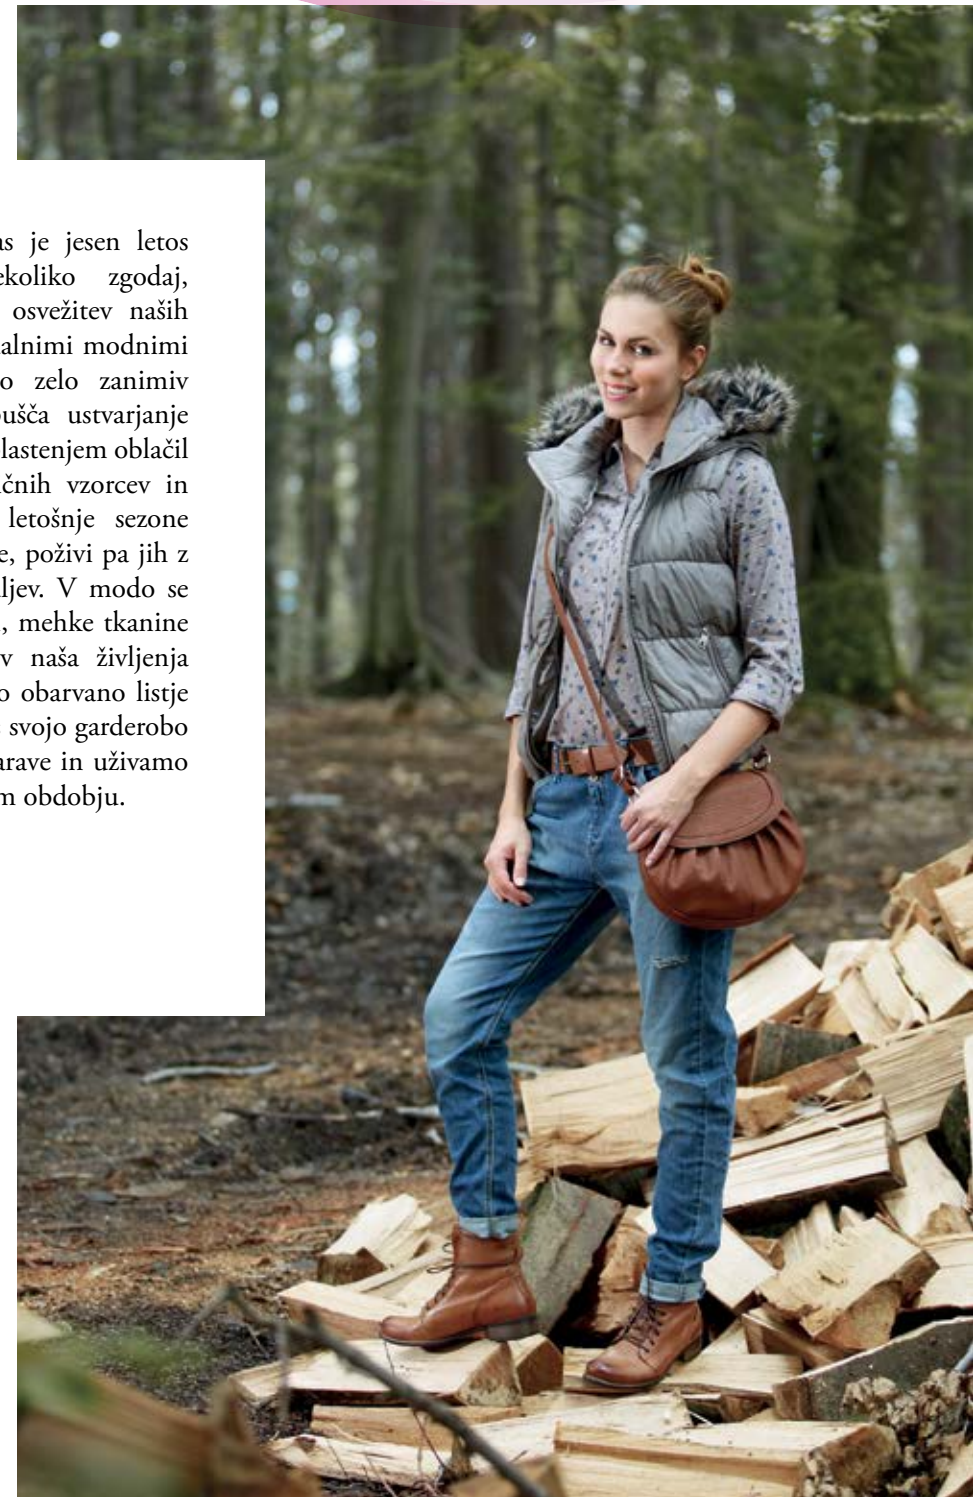 as je jesen letos
ekoliko zgodaj,
osvežitev naših
alnimi modnimi
o zelo zanimiv
ušča ustvarjanje
lastenjem oblačil
čnih vzorcev in
letošnje sezone
e, poživi pa jih z
ljev. V modo se
, mehke tkanine
v naša življenja
o obarvano listje
svojo garderobo
arave in uživamo
m obdobju.